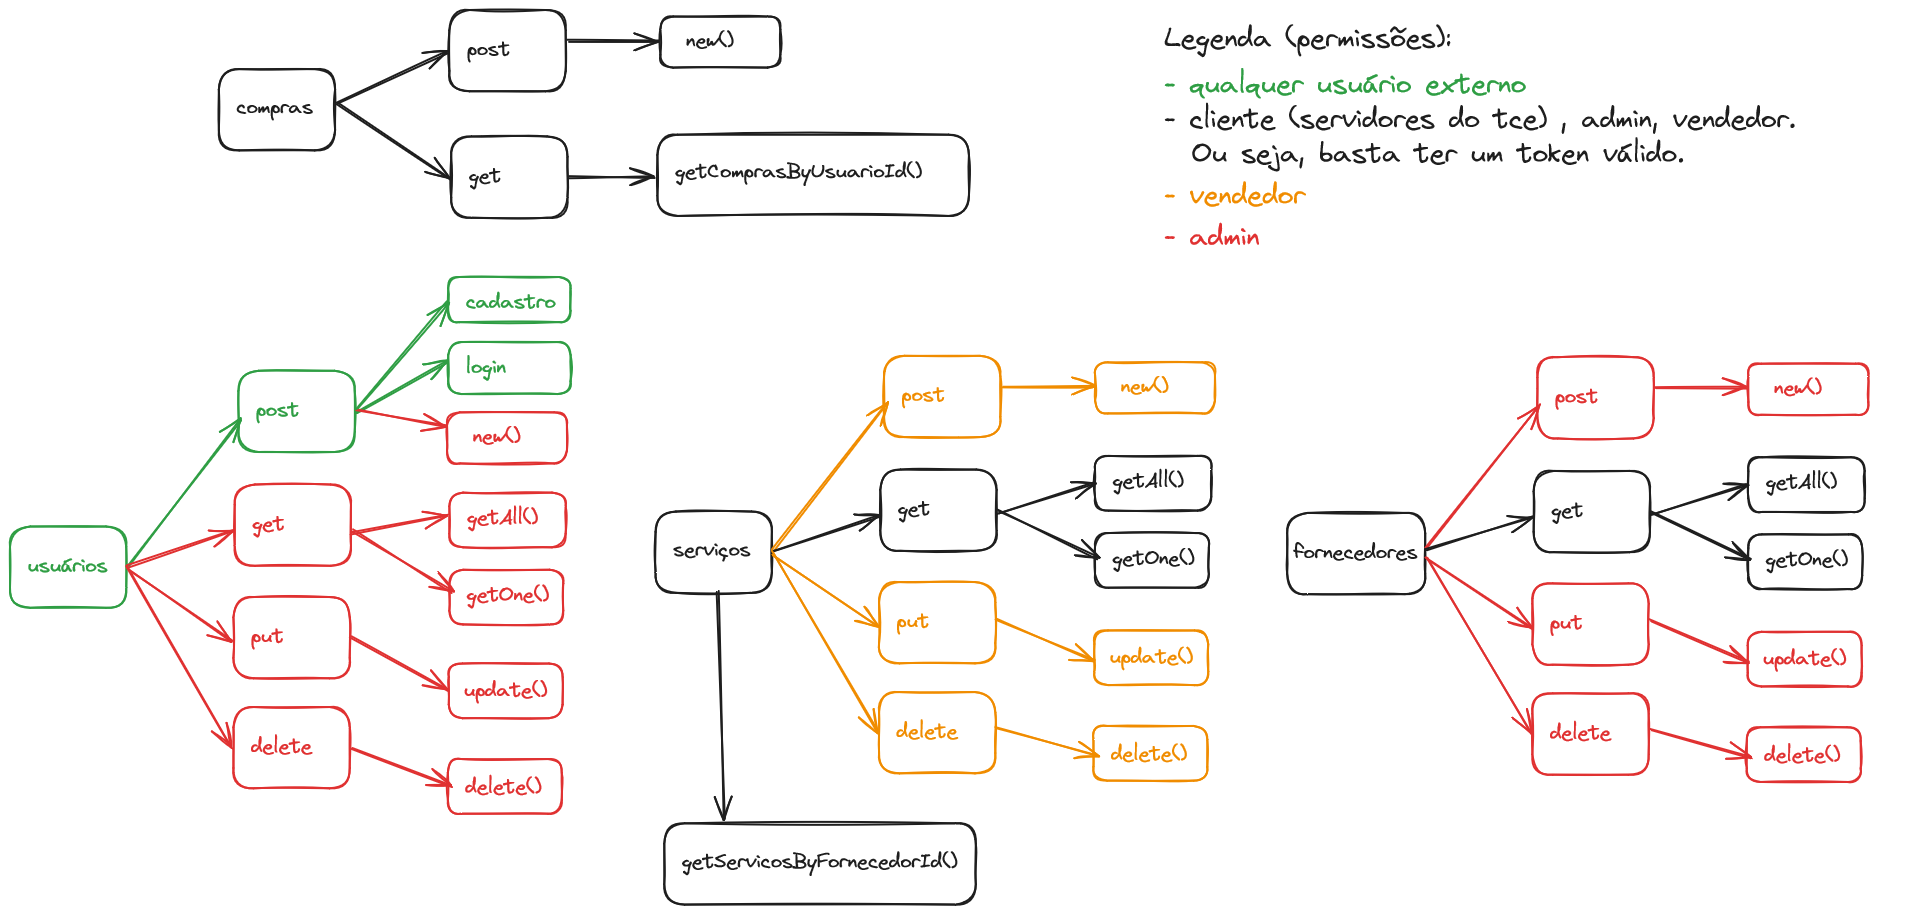 compras
post
new()
get
getComprasByUsuarioId()
Legenda (permissões):
- qualquer usuário externo
- cliente (servidores do tce) , admin, vendedor.
Ou seja, basta ter um token válido.
- vendedor
- admin
usuários
post
cadastro
login
new()
get
getAll()
getOne()
put
update()
delete
delete()
serviços
post
new()
get
getAll()
getOne()
put
update()
delete
delete()
getServicosByFornecedorId()
fornecedores
post
new()
get
getAll()
getOne()
put
update()
delete
delete()